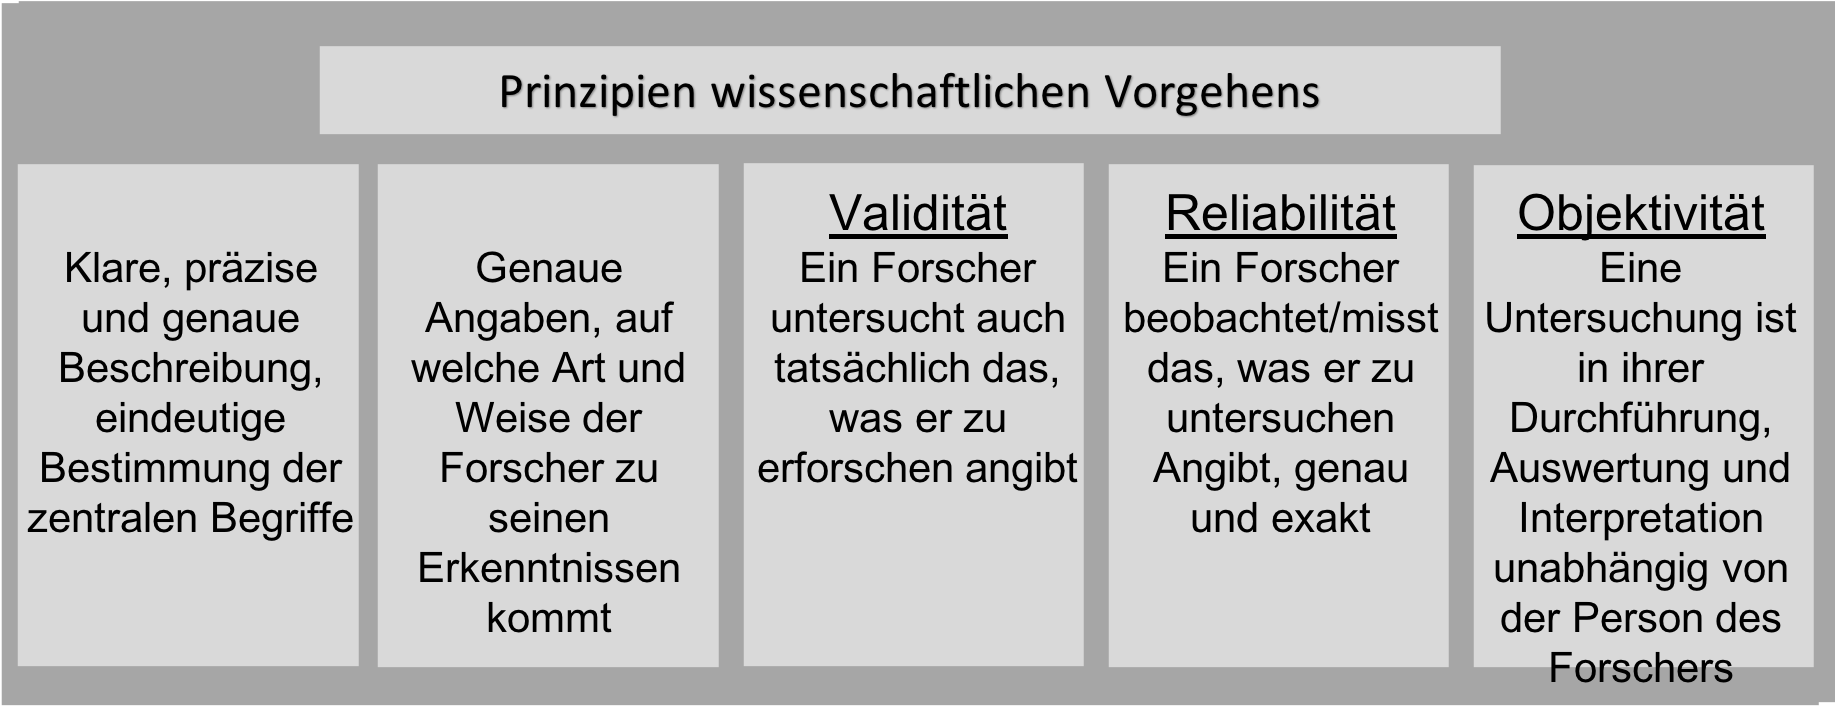 Prinzipien wissenschaftlichen Vorgehens
Klare, präzise
und genaue
Beschreibung,
eindeutige
Bestimmung der
zentralen Begriffe
Genaue
Angaben, auf
welche Art und
Weise der
Forscher zu
seinen
Erkenntnissen
kommt
Validität
Ein Forscher
untersucht auch
tatsächlich das,
was er zu
erforschen angibt
Reliabilität
Ein Forscher
beobachtet/misst
das, was er zu
untersuchen
Angibt, genau
und exakt
Objektivität
Eine
Untersuchung ist
in ihrer
Durchführung,
Auswertung und
Interpretation
unabhängig von
der Person des
Forschers